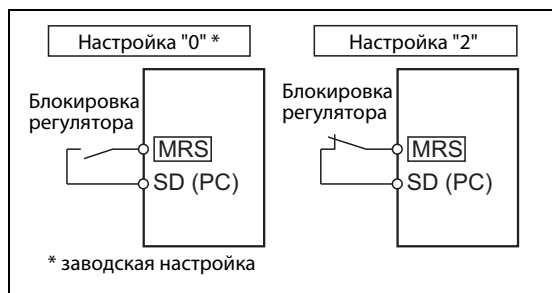 Настройка "0" *
Настройка "2"
Блокировка
регулятора
MRS
SD (PC)
Блокировка
регулятора
MRS
SD (PC)
* заводская настройка